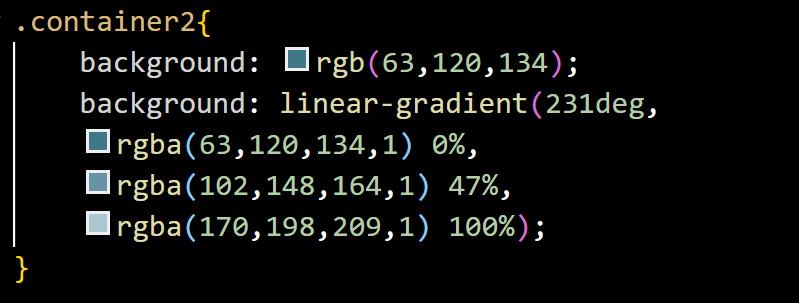 .container2{
background: rgb(63,120,134);
background: linear-gradient(231deg,
rgba(63,120,134,1) 0%,
rgba(102,148,164,1) 47%,
rgba(170,198,209,1) 100%);
}